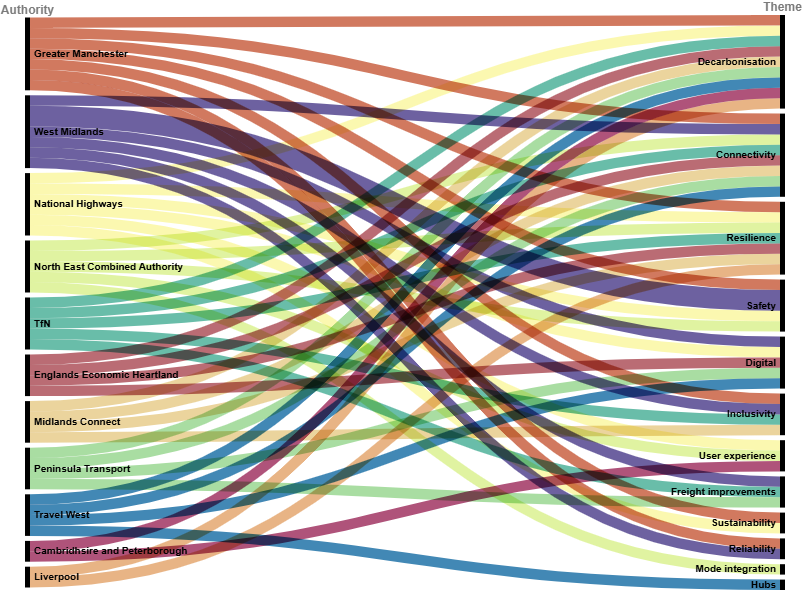 Authority
Theme
Greater Manchester
West Midlands
National Highways
North East Combined Authority
TfN
Englands Economic Heartland
Midlands Connect
Peninsula Transport
Travel West
Cambridhsire and Peterborough
Liverpool
Decarbonisation
Connectivity
Resilience
Safety
Digital
Inclusivity
User experience
Freight improvements
Sustainability
Reliability
Mode integration
Hubs